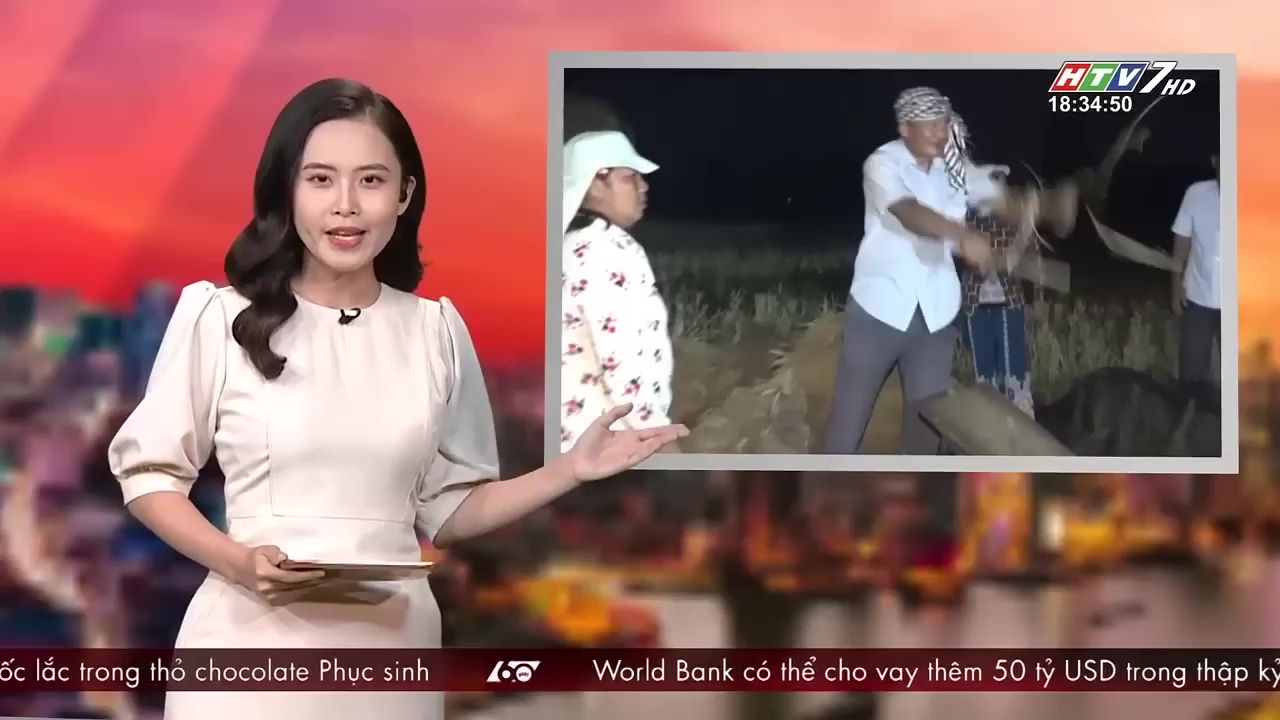 HTV7 HD
18:34:50
ốc lắc trong thỏ chocolate Phục sinh
60
World Bank có thể cho vay thêm 50 tỷ USD trong thập kỷ